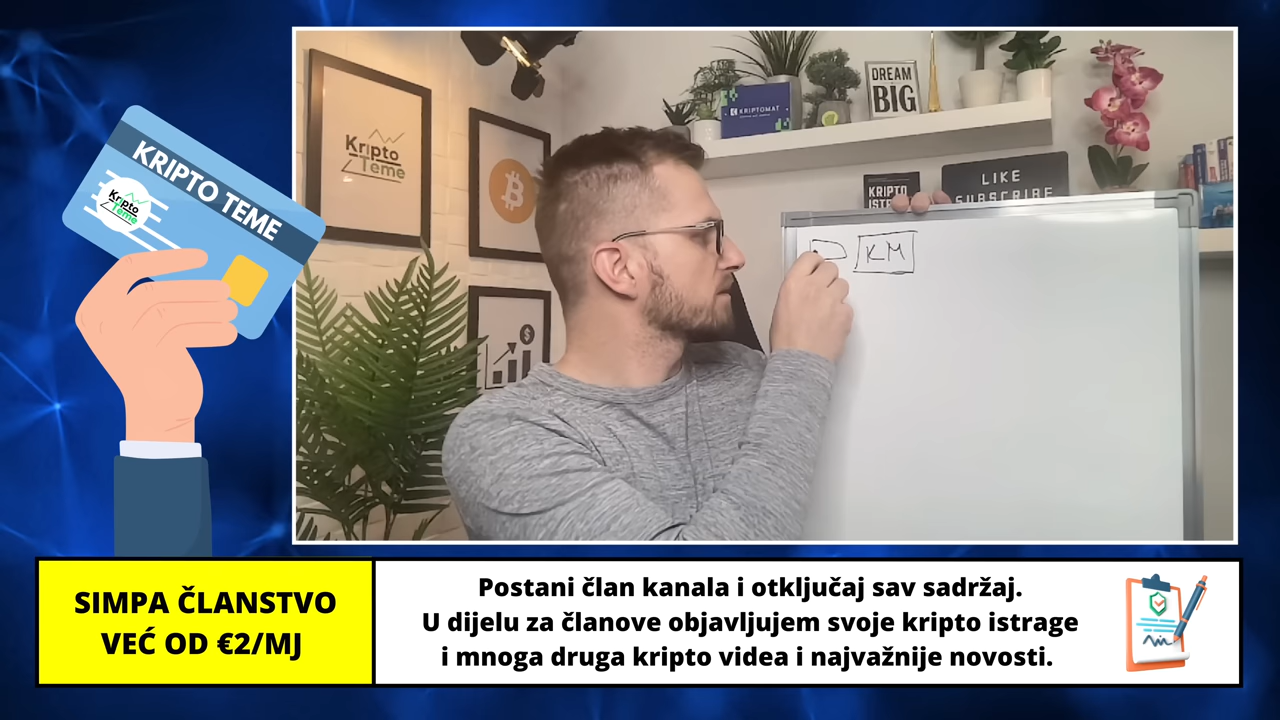 KRIPTO TEME
Kripto
Teme
Kripto
Teme
KRIPTOMAT
DREAM
BIG
KRIPTO
LIKE
SUBSCRIBE
KM
SIMPA ČLANSTVO
VEĆ OD €2/MJ
Postani član kanala i otključaj sav sadržaj.
U dijelu za članove objavljujem svoje kripto istrage
i mnoga druga kripto videa i najvažnije novosti.